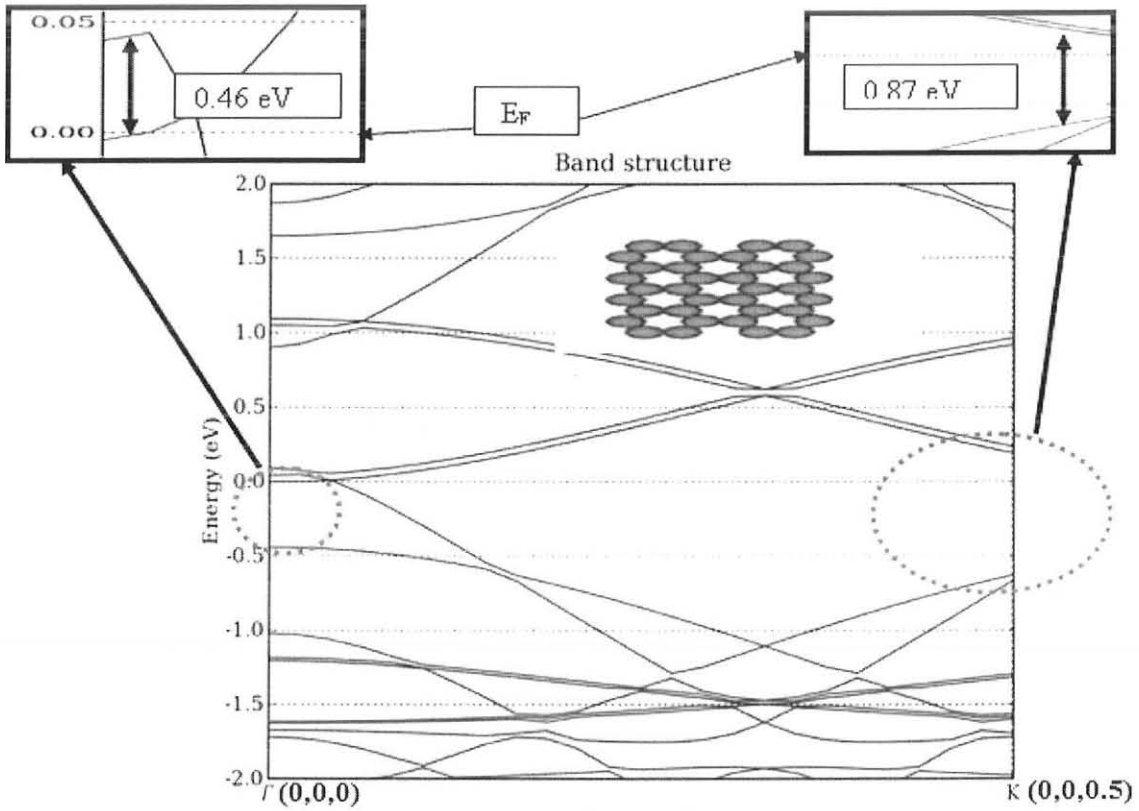 0.05
0.46 eV
0.00
E_F
0.87 eV
Band structure
2.0
1.5
1.0
0.5
0.0
-0.5
-1.0
-1.5
-2.0
Energy (eV)
Γ (0,0,0)
K (0,0,0.5)